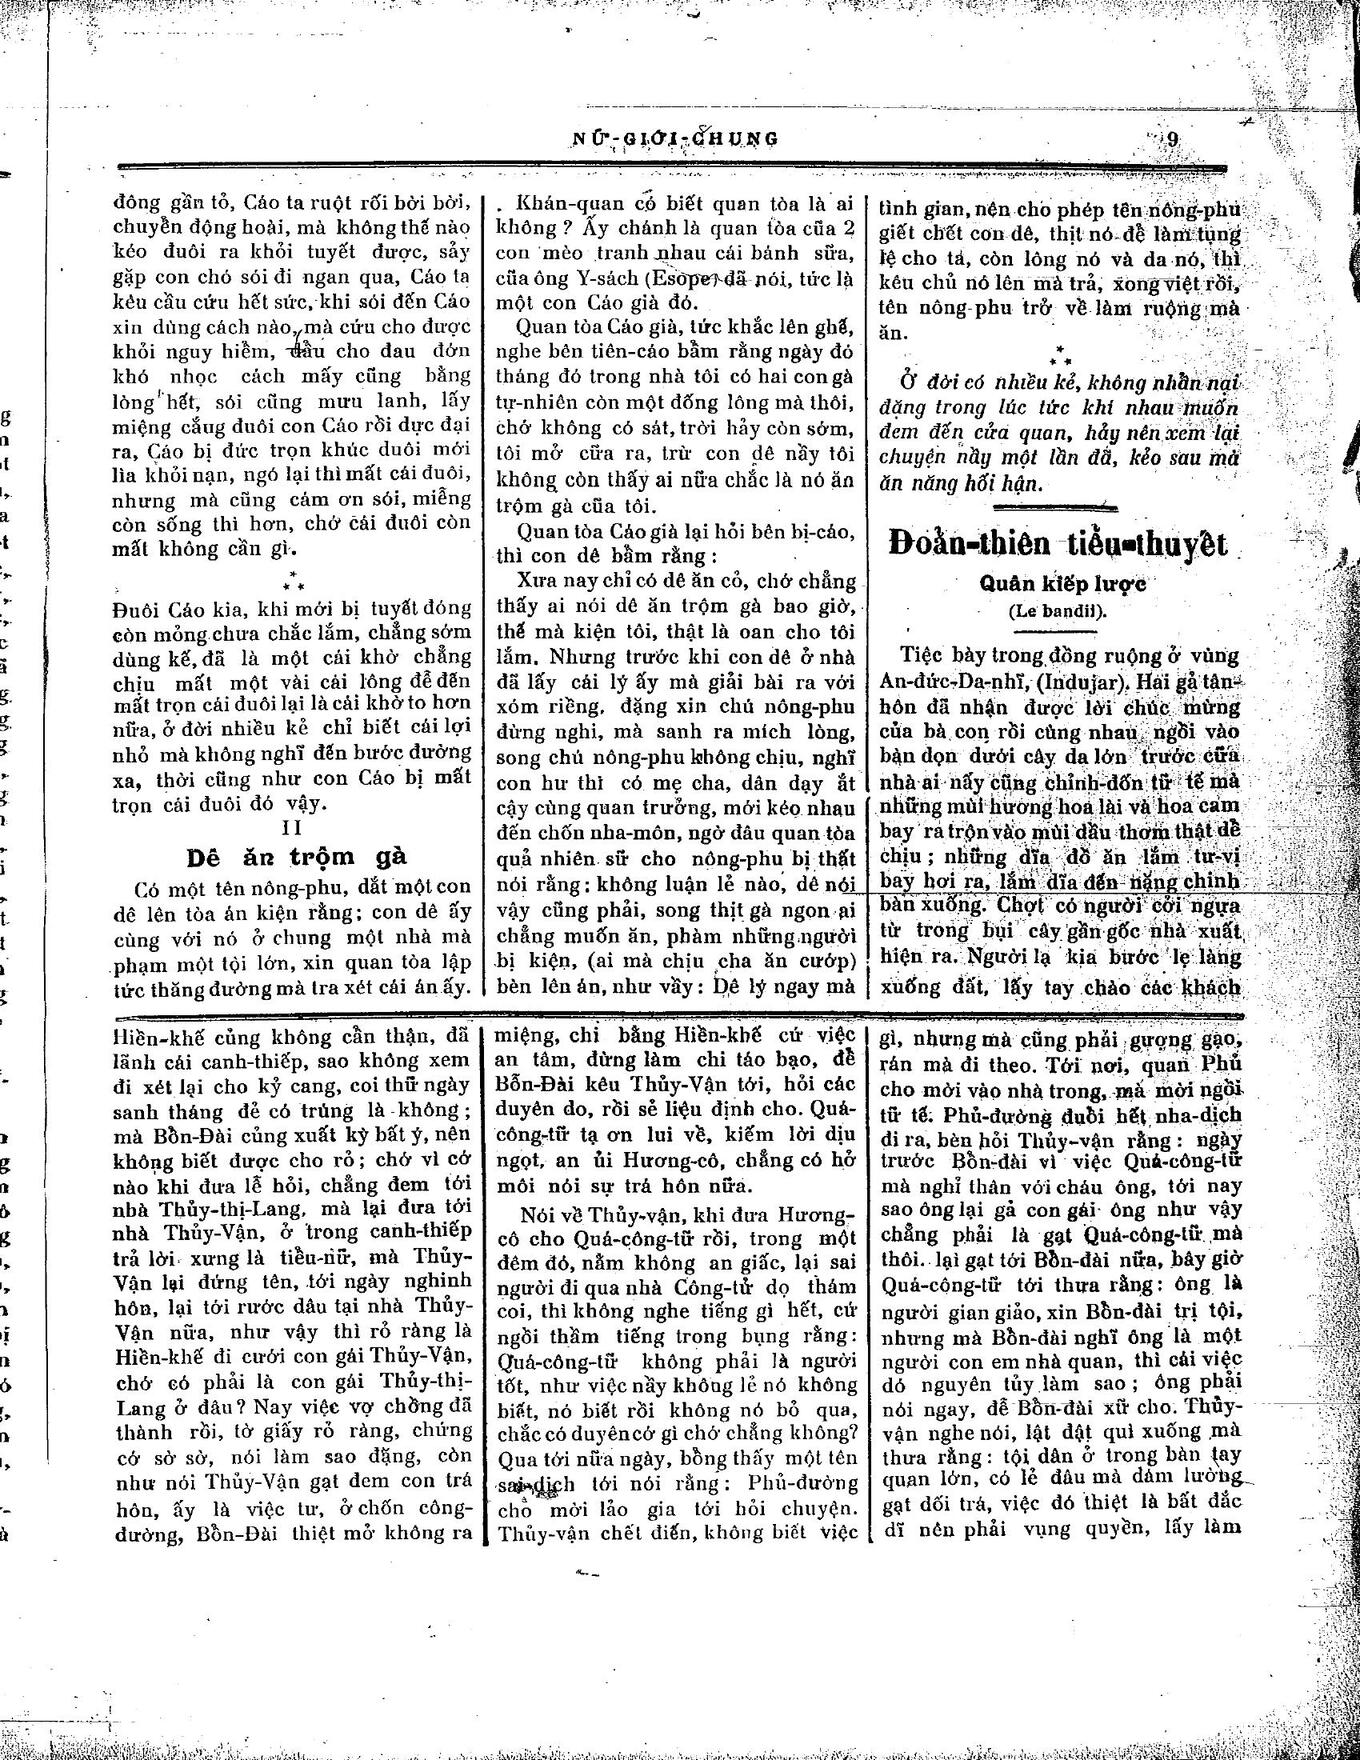 NỮ-GIỚI-CHUNG
9
đông gần tỏ, Cáo ta ruột rối bời bời,
chuyển động hoài, mà không thế nào
kéo đuôi ra khỏi tuyết được, sảy
gặp con chó sói đi ngan qua, Cáo ta
kêu cầu cứu hết sức, khi sói đến Cáo
xin dùng cách nào mà cứu cho được
khỏi nguy hiểm, dầu cho đau đớn
khó nhọc cách mấy cũng bằng
lòng hết, sói cũng mưu lanh, lấy
miệng cẳug đuôi con Cáo rồi dực đại
ra, Cáo bị đứt trọn khúc đuôi mới
lìa khỏi nạn, ngó lại thì mất cái đuôi,
nhưng mà cũng cám ơn sói, miễng
còn sống thì hơn, chớ cái đuôi còn
mất không cần gì.
Đuôi Cáo kia, khi mới bị tuyết đóng
còn mỏng chưa chắc lắm, chẳng sớm
dùng kế, đã là một cái khờ chẳng
chịu mất một vài cái lông để đến
mất trọn cái đuôi lại là cái khờ to hơn
nữa, ở đời nhiều kẻ chỉ biết cái lợi
nhỏ mà không nghĩ đến bước đường
xa, thời cũng như con Cáo bị mất
trọn cái đuôi đó vậy.
II
Dê ăn trộm gà
Có một tên nông-phu, dắt một con
dê lên tòa án kiện rằng; con dê ấy
cùng với nó ở chung một nhà mà
phạm một tội lớn, xin quan tòa lập
tức thăng đường mà tra xét cái án ấy.
Khán-quan có biết quan tòa là ai
không? Ấy chánh là quan tòa của 2
con mèo tranh nhau cái bánh sữa,
của ông Y-sách (Esope) đã nói, tức là
một con Cáo già đó.
Quan tòa Cáo già, tức khắc lên ghế,
nghe bên tiên-cáo bẩm rằng ngày đó
tháng đó trong nhà tôi có hai con gà
tự-nhiên còn một đống lông mà thôi,
chớ không có sát, trời hảy còn sớm,
tôi mở cữa ra, trừ con dê nầy tôi
không còn thấy ai nữa chắc là nó ăn
trộm gà của tôi.
Quan tòa Cáo già lại hỏi bên bị-cáo,
thì con dê bẩm rằng:
Xưa nay chỉ có dê ăn cỏ, chớ chẳng
thấy ai nói dê ăn trộm gà bao giờ,
thế mà kiện tôi, thật là oan cho tôi
lắm. Nhưng trước khi con dê ở nhà
đã lấy cái lý ấy mà giải bài ra với
xóm riềng, dặng xin chú nông-phu
đừng nghi, mà sanh ra mích lòng,
song chú nông-phu không chịu, nghĩ
con hư thì có mẹ cha, dân dạy ắt
cậy cùng quan trưởng, mới kéo nhau
đến chốn nha-môn, ngờ đâu quan tòa
quả nhiên sữ cho nông-phu bị thất
nói rằng: không luận lẻ nào, dê nói
vậy cũng phải, song thịt gà ngon ai
chẳng muốn ăn, phàm những người
bị kiện, (ai mà chịu cha ăn cướp)
bèn lên án, như vầy: Dê lý ngay mà
tình gian, nên cho phép tên nông-phu
giết chết con dê, thịt nó để làm tụng
lệ cho ta, còn lông nó và da nó, thì
kêu chủ nó lên mà trả, xong việt rồi,
tên nông-phu trở về làm ruộng mà
ăn.
Ở đời có nhiều kẻ, không nhẫn nại
đặng trong lúc tức khí nhau muốn
đem đến cửa quan, hảy nên xem lại
chuyện nầy một lần đã, kẻo sau mà
ăn năng hối hận.
Đoản-thiên tiểu-thuyết
Quân kiếp lược
(Le bandil).
Tiệc bày trong đồng ruộng ở vùng
An-đức-Da-nhĩ, (Indujar). Hai gả tân-
hôn đã nhận được lời chúc mừng
của bà con rồi cùng nhau ngồi vào
bàn dọn dưới cây đa lớn trước cữa
nhà ai nấy cũng chỉnh-đốn tữ tế mà
những mùi hương hoa lài và hoa cam
bay ra trộn vào mùi dầu thơm thật dễ
chịu; những dĩa đồ ăn lắm tư-vị
bay hơi ra, lắm dĩa đến nặng chỉnh
bàn xuống. Chợt có người cởi ngựa
từ trong bụi cây gần gốc nhà xuất
hiện ra. Người lạ kia bước lẹ làng
xuống đất, lấy tay chào các khách
Hiền-khế củng không cần thận, đã
lãnh cái canh-thiếp, sao không xem
đi xét lại cho kỷ cang, coi thữ ngày
sanh tháng đẻ có trúng là không;
mà Bồn-Đài củng xuất kỳ bất ý, nên
không biết được cho rỏ; chớ vì cớ
nào khi đưa lể hỏi, chẳng đem tới
nhà Thủy-thị-Lang, mà lại đưa tới
nhà Thủy-Vận, ở trong canh-thiếp
trả lời xưng là tiểu-nữ, mà Thủy-
Vận lại đứng tên, tới ngày nghinh
hôn, lại tới rước dâu tại nhà Thủy-
Vận nữa, như vậy thì rỏ ràng là
Hiền-khế đi cưới con gái Thủy-Vận,
chớ có phải là con gái Thủy-thị-
Lang ở đâu? Nay việc vợ chồng đã
thành rồi, tờ giấy rỏ ràng, chứng
cớ sờ sờ, nói làm sao đặng, còn
như nói Thủy-Vận gạt đem con trá
hôn, ấy là việc tư, ở chốn công-
đường, Bồn-Đài thiệt mở không ra
miệng, chi bằng Hiền-khế cứ việc
an tâm, đừng làm chi táo bạo, để
Bồn-Đài kêu Thủy-Vận tới, hỏi các
duyên do, rồi sẻ liệu định cho. Quá-
công-tữ tạ ơn lui về, kiếm lời dịu
ngọt, an ủi Hương-cô, chẳng có hở
môi nói sự trá hôn nữa.
Nói về Thủy-vận, khi đưa Hương-
cô cho Quá-công-tữ rồi, trong một
đêm đó, nằm không an giấc, lại sai
người đi qua nhà Công-tử dọ thám
coi, thì không nghe tiếng gì hết, cứ
ngồi thầm tiếng trong bụng rằng:
Quá-công-tữ không phải là người
tốt, như việc nầy không lẻ nó không
biết, nó biết rồi không nó bỏ qua,
chắc có duyên cớ gì chớ chẳng không?
Qua tới nữa ngày, bồng thấy một tên
sai dịch tới nói rằng: Phủ-đường
cho mời lảo gia tới hỏi chuyện.
Thủy-vận chết điến, không biết việc
gì, nhưng mà cũng phải gượng gạo,
rán mà đi theo. Tới nơi, quan Phủ
cho mời vào nhà trong, mà mời ngồi
tữ tế. Phủ-đường đuổi hết nha-dịch
đi ra, bèn hỏi Thủy-vận rằng: ngày
trước Bồn-đài vì việc Quá-công-tữ
mà nghỉ thân với cháu ông, tới nay
sao ông lại gả con gái ông như vậy
chẳng phải là gạt Quá-công-tữ mà
thôi. lại gạt tới Bồn-đài nữa, bây giờ
Quá-công-tữ tới thưa rằng: ông là
người gian giảo, xin Bồn-đài trị tội,
nhưng mà Bồn-đài nghĩ ông là một
người con em nhà quan, thì cái việc
đó nguyên tủy làm sao; ông phải
nói ngay, để Bồn-đài xữ cho. Thủy-
vận nghe nói, lật đật quì xuống mà
thưa rằng: tội dân ở trong bàn tay
quan lớn, có lẻ đâu mà dám lường
gạt dối trá, việc đó thiệt là bất đắc
dĩ nên phải vụng quyền, lấy làm